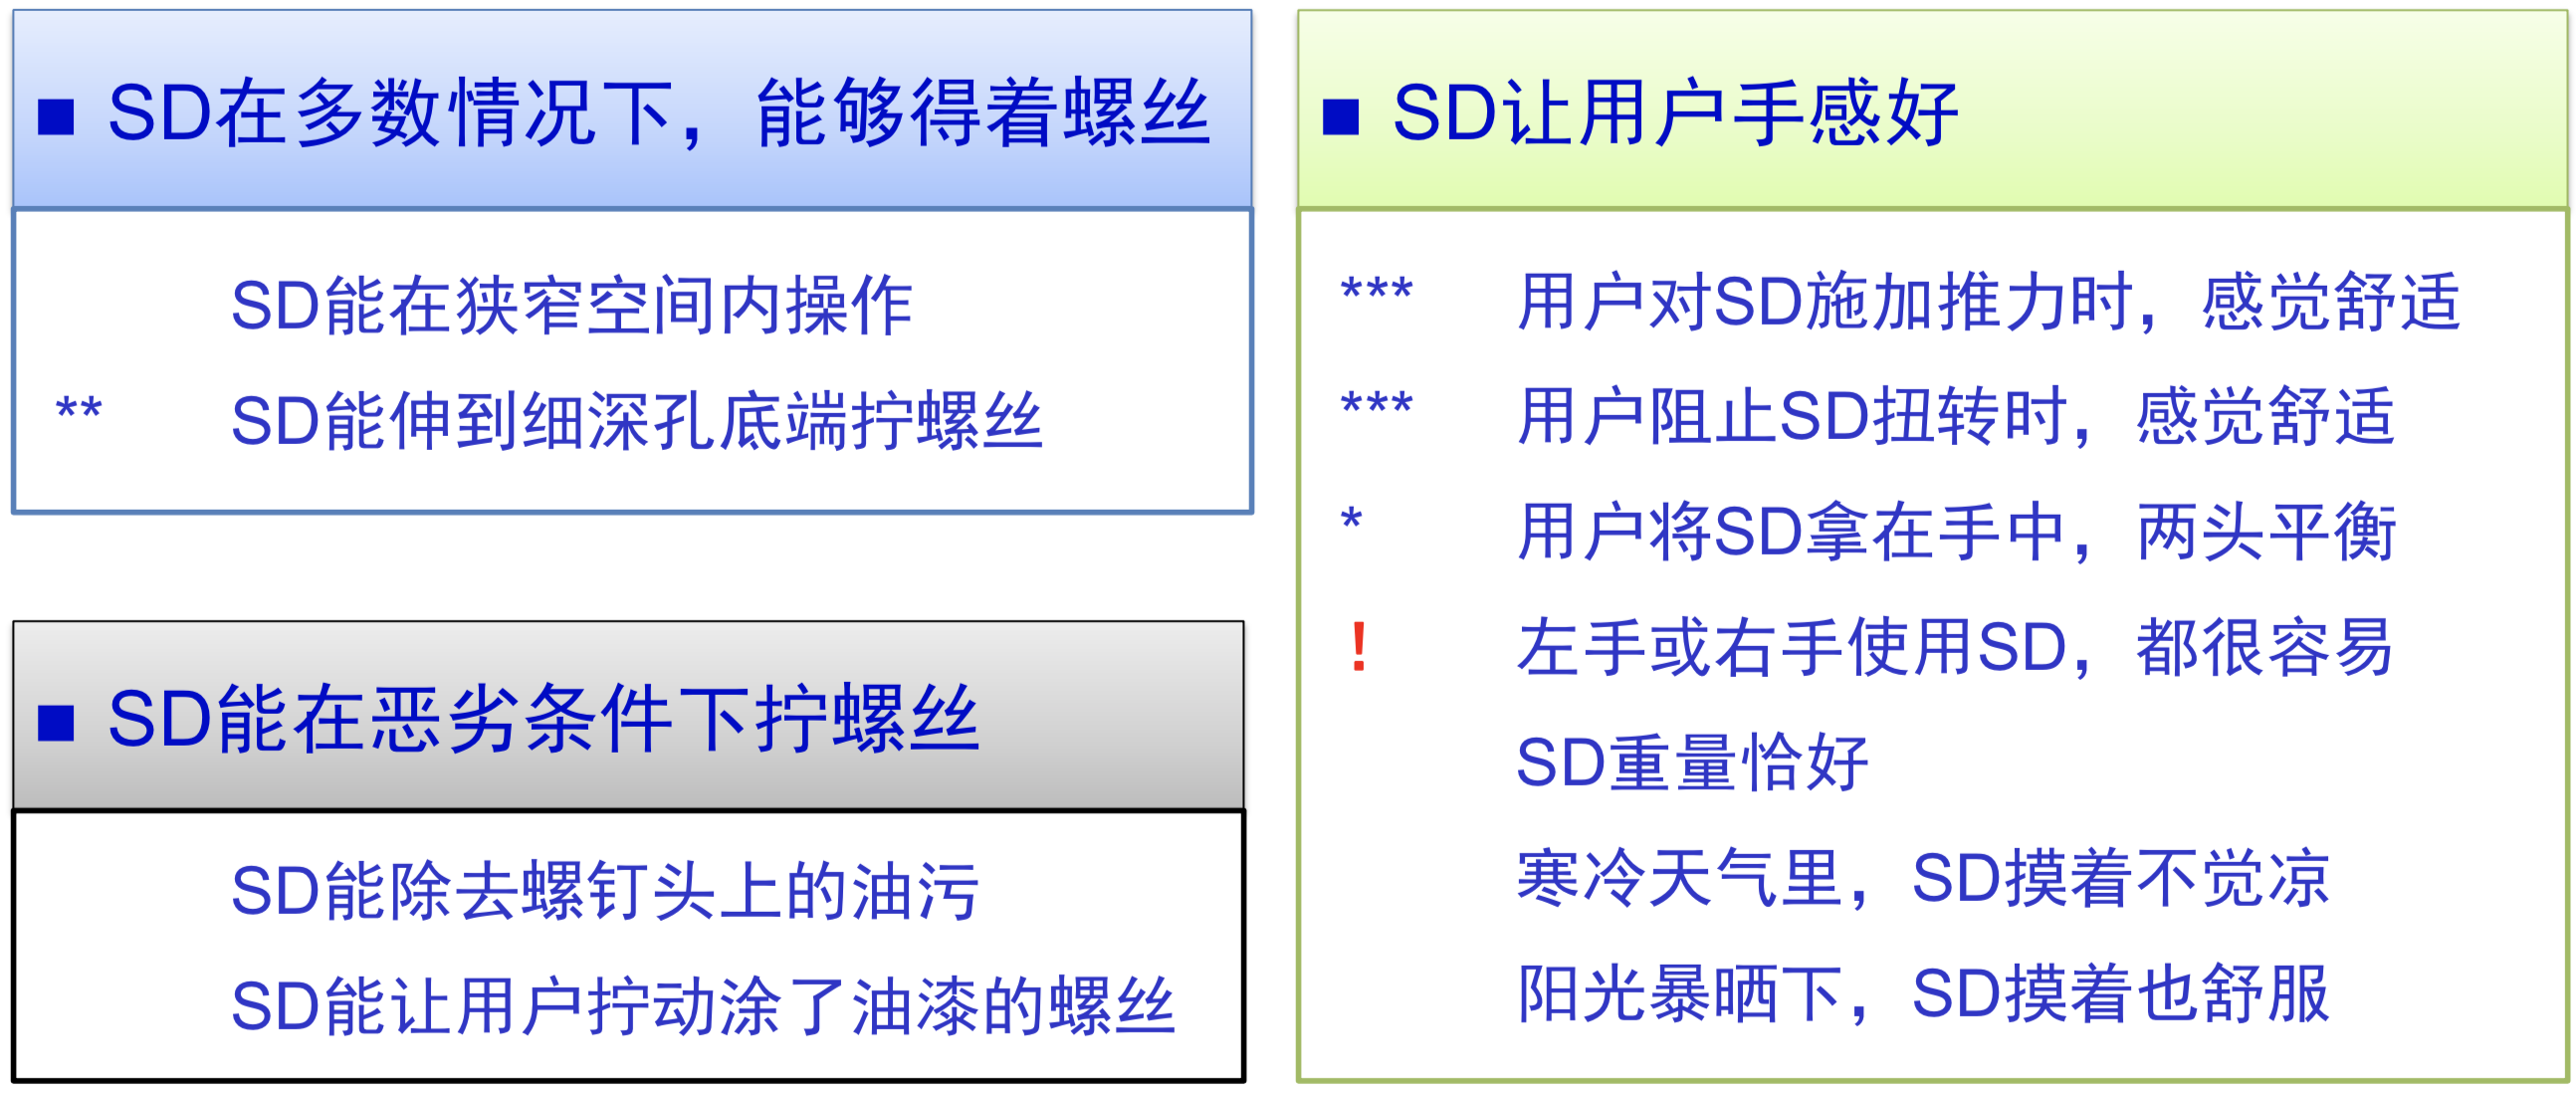 ■ SD在多数情况下，能够得着螺丝
SD能在狭窄空间内操作
** SD能伸到细深孔底端拧螺丝
■ SD能在恶劣条件下拧螺丝
SD能除去螺钉头上的油污
SD能让用户拧动涂了油漆的螺丝
■ SD让用户手感好
*** 用户对SD施加推力时，感觉舒适
*** 用户阻止SD扭转时，感觉舒适
* 用户将SD拿在手中，两头平衡
! 左手或右手使用SD，都很容易
SD重量恰好
寒冷天气里，SD摸着不觉凉
阳光暴晒下，SD摸着也舒服